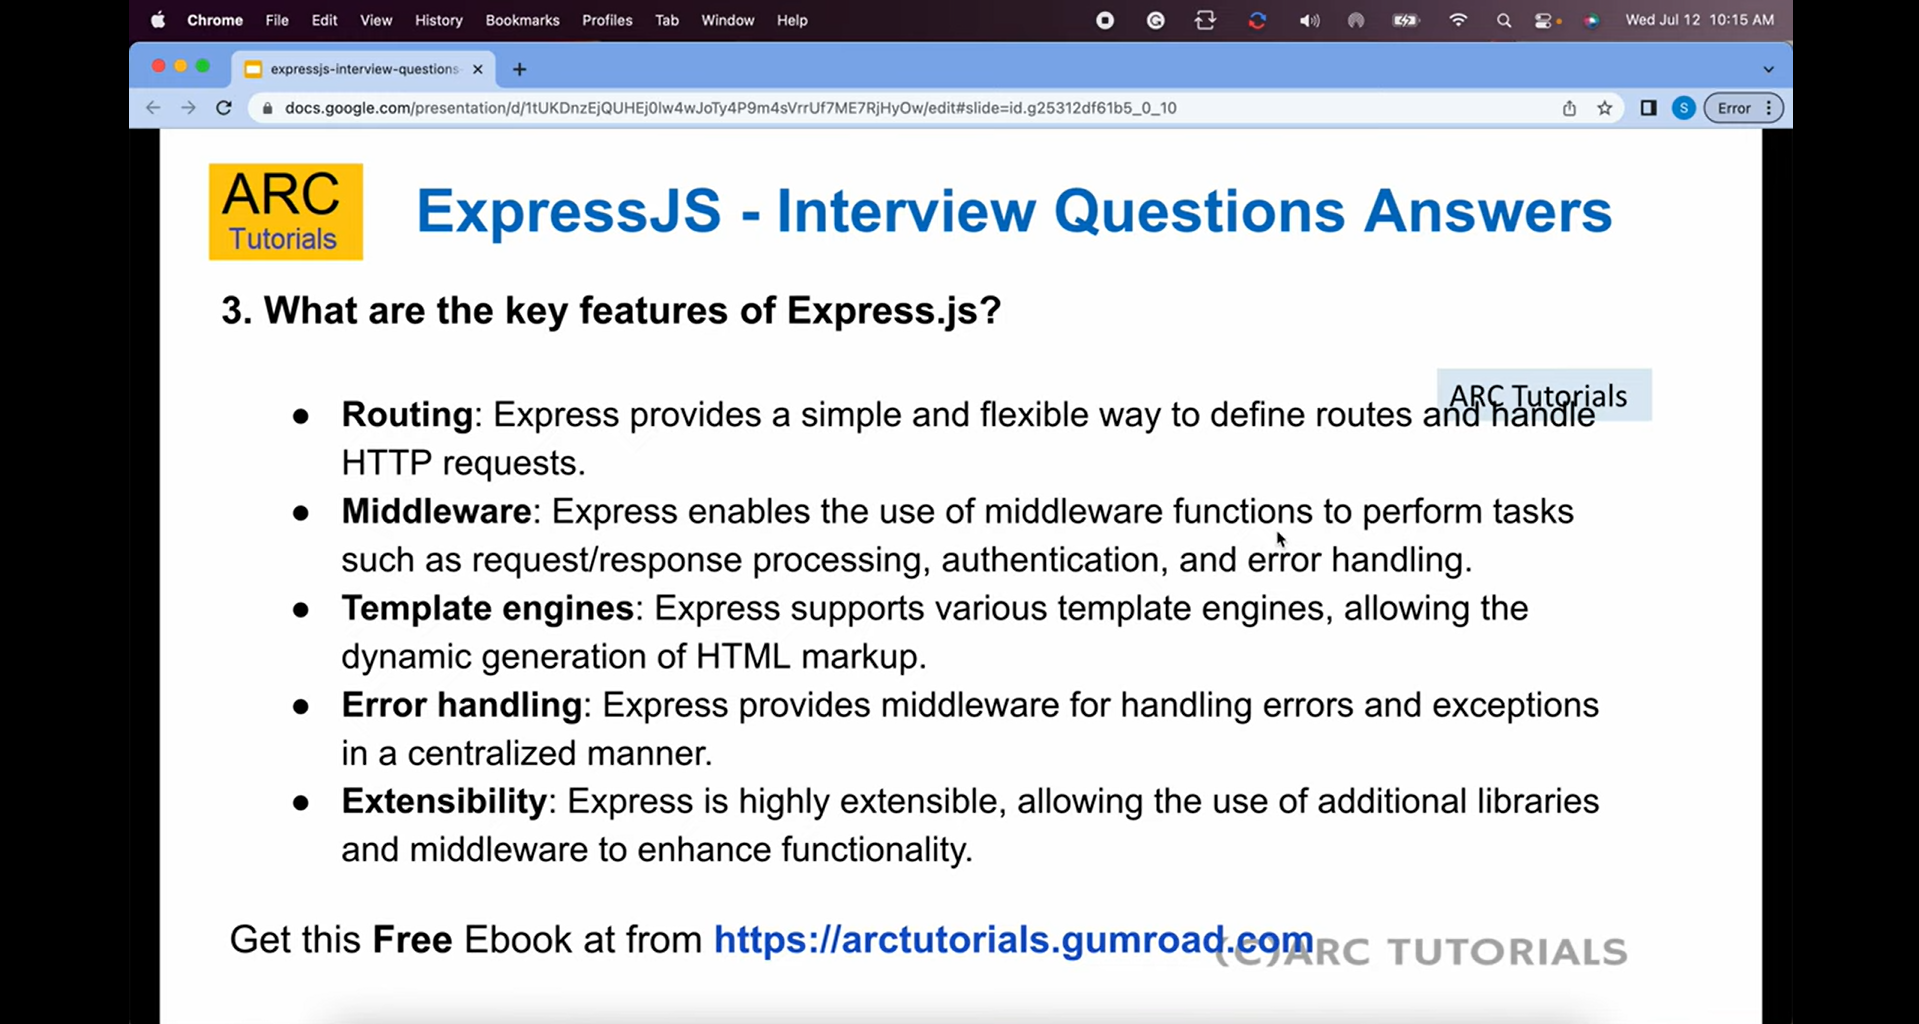 Chrome File Edit View History Bookmarks Profiles Tab Window Help Wed Jul 12 10:15 AM
expressjs-interview-questions
docs.google.com/presentation/d/1tUKDnzEjQUHEj0lw4wJoTy4P9m4sVrrUf7ME7RjHyOw/edit#slide=id.g25312df61b5_0_10 S Error
ARC
Tutorials
ExpressJS - Interview Questions Answers
3. What are the key features of Express.js?
ARC Tutorials
● Routing: Express provides a simple and flexible way to define routes and handle
HTTP requests.
● Middleware: Express enables the use of middleware functions to perform tasks
such as request/response processing, authentication, and error handling.
● Template engines: Express supports various template engines, allowing the
dynamic generation of HTML markup.
● Error handling: Express provides middleware for handling errors and exceptions
in a centralized manner.
● Extensibility: Express is highly extensible, allowing the use of additional libraries
and middleware to enhance functionality.
Get this Free Ebook at from https://arctutorials.gumroad.com
(C)ARC TUTORIALS